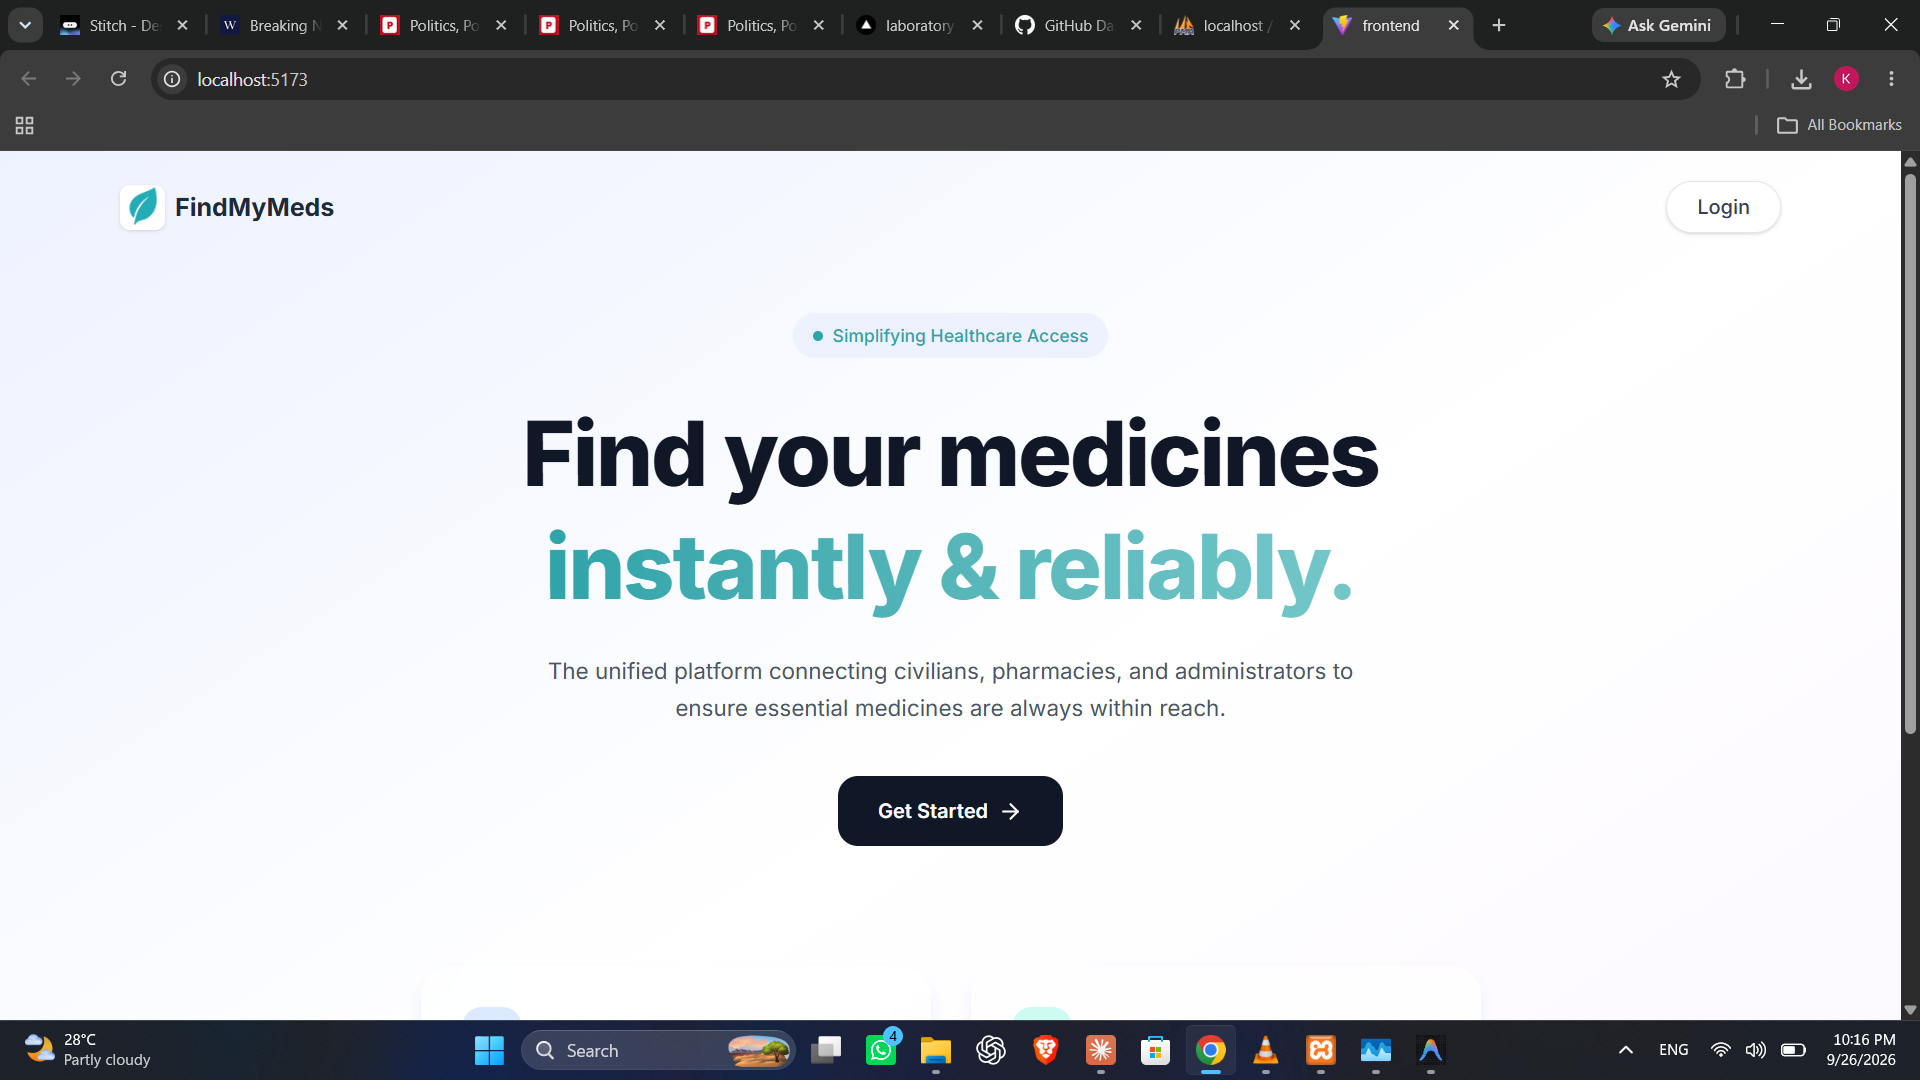 Stitch - De
Breaking N
Politics, Po
Politics, Po
Politics, Po
laboratory
GitHub Da
localhost /
frontend
Ask Gemini
localhost:5173
K
All Bookmarks
FindMyMeds
Login
Simplifying Healthcare Access
Find your medicines
instantly & reliably.
The unified platform connecting civilians, pharmacies, and administrators to
ensure essential medicines are always within reach.
Get Started
28°C
Partly cloudy
Search
4
ENG
10:16 PM
9/26/2026